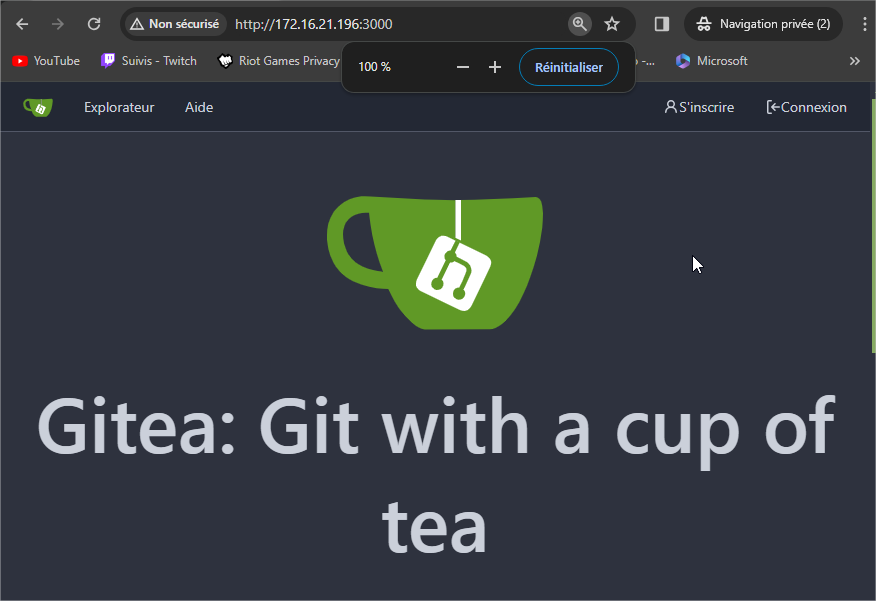 Non sécurisé http://172.16.21.196:3000 Navigation privée (2)
YouTube Suivis - Twitch Riot Games Privacy -... Microsoft
100 % Réinitialiser
Explorateur Aide S'inscrire Connexion
Gitea: Git with a cup of
tea